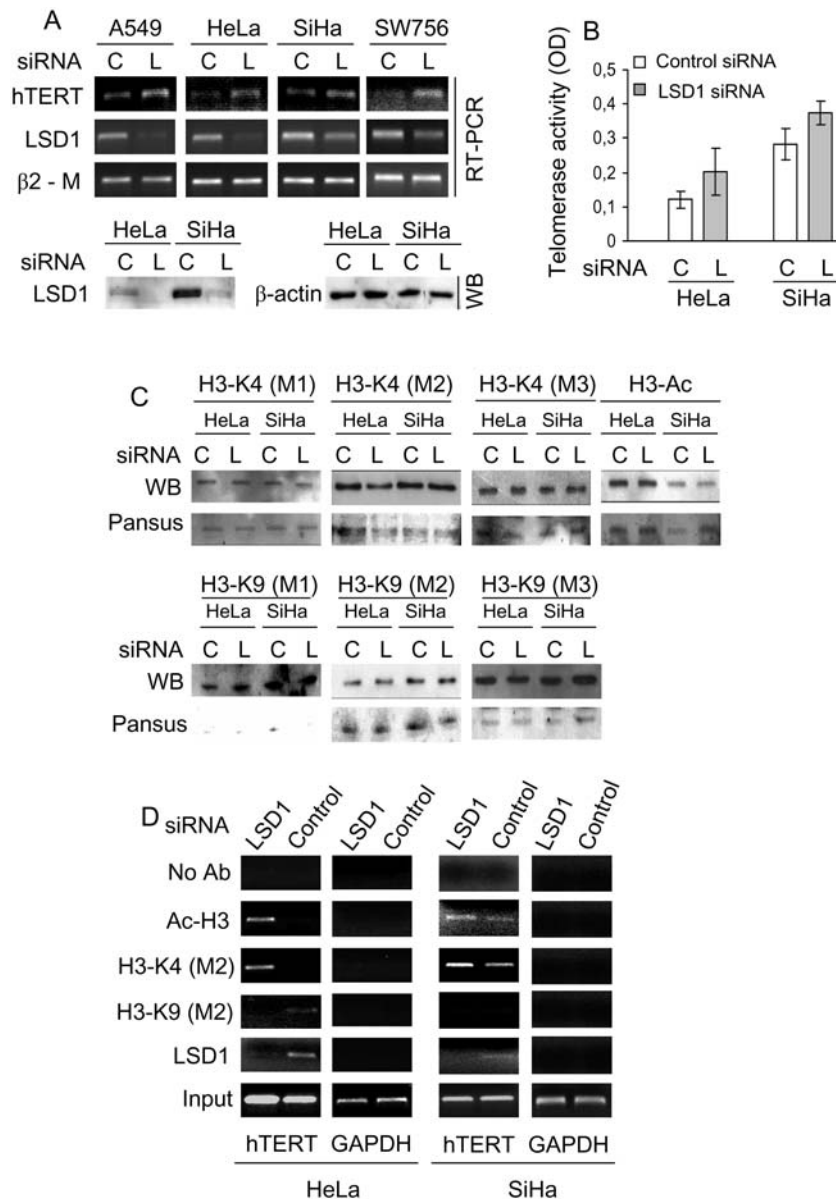 A
A549 HeLa SiHa SW756
siRNA C L C L C L C L
hTERT
LSD1
β2 - M
RT-PCR
HeLa SiHa HeLa SiHa
siRNA C L C L C L C L
LSD1 β-actin
WB
B
Control siRNA
LSD1 siRNA
Telomerase activity (OD)
0,5
0,4
0,3
0,2
0,1
0
siRNA C L C L
HeLa SiHa
C
H3-K4 (M1) H3-K4 (M2) H3-K4 (M3) H3-Ac
HeLa SiHa HeLa SiHa HeLa SiHa HeLa SiHa
siRNA C L C L C L C L C L C L C L C L
WB
Pansus
H3-K9 (M1) H3-K9 (M2) H3-K9 (M3)
HeLa SiHa HeLa SiHa HeLa SiHa
siRNA C L C L C L C L C L C L
WB
Pansus
D
siRNA LSD1 Control LSD1 Control LSD1 Control LSD1 Control
No Ab
Ac-H3
H3-K4 (M2)
H3-K9 (M2)
LSD1
Input
hTERT GAPDH hTERT GAPDH
HeLa SiHa